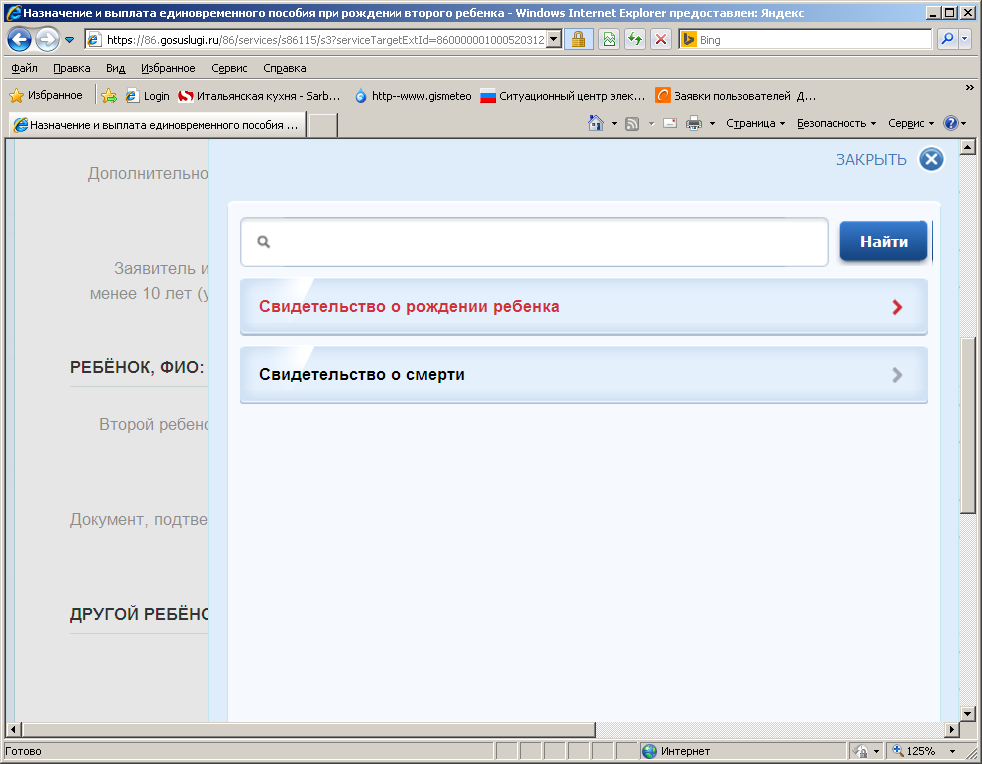 Назначение и выплата единовременного пособия при рождении второго ребенка - Windows Internet Explorer предоставлен: Яндекс
https://86.gosuslugi.ru/86/services/s86115/s3?serviceTargetExtId=8600000001000520312
Bing
Файл Правка Вид Избранное Сервис Справка
Избранное Login Итальянская кухня - Sarb... http--www.gismeteo Ситуационный центр элек... Заявки пользователей Д...
Назначение и выплата единовременного пособия ... Страница Безопасность Сервис
ЗАКРЫТЬ
Дополнительно
Найти
Заявитель и
менее 10 лет (у
Свидетельство о рождении ребенка
РЕБЁНОК, ФИО:
Свидетельство о смерти
Второй ребено
Документ, подтве
ДРУГОЙ РЕБЁНО
Готово Интернет 125%